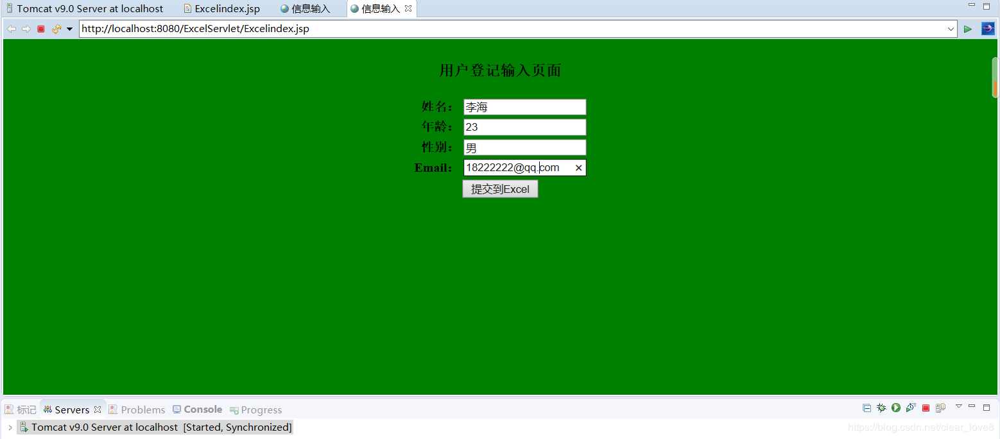 Tomcat v9.0 Server at localhost Excelindex.jsp 信息输入 信息输入
http://localhost:8080/ExcelServlet/Excelindex.jsp
用户登记输入页面
姓名： 李海
年龄： 23
性别： 男
Email： 18222222@qq.com
提交到Excel
标记 Servers Problems Console Progress
Tomcat v9.0 Server at localhost [Started, Synchronized]
https://blog.csdn.net/clear_love8